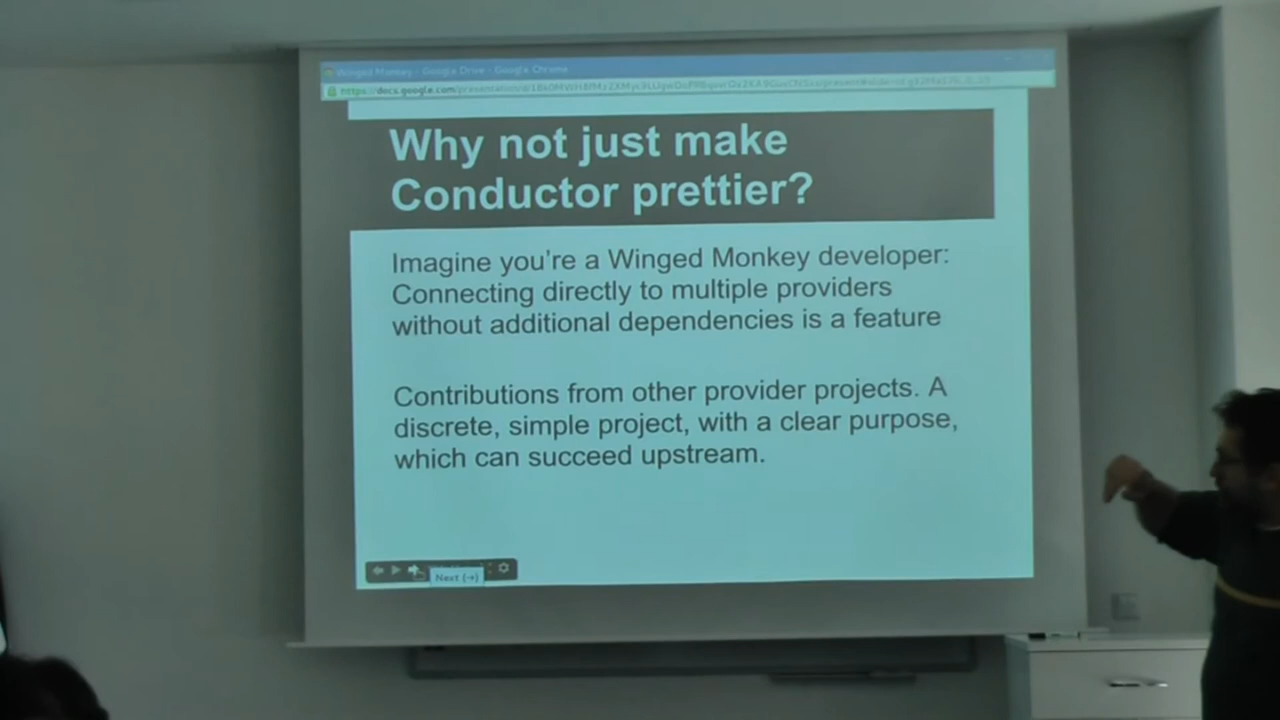 Winged Monkey - Google Drive - Google Chrome
https://docs.google.com/presentation/d/
Why not just make
Conductor prettier?
Imagine you're a Winged Monkey developer:
Connecting directly to multiple providers
without additional dependencies is a feature
Contributions from other provider projects. A
discrete, simple project, with a clear purpose,
which can succeed upstream.
Next (→)